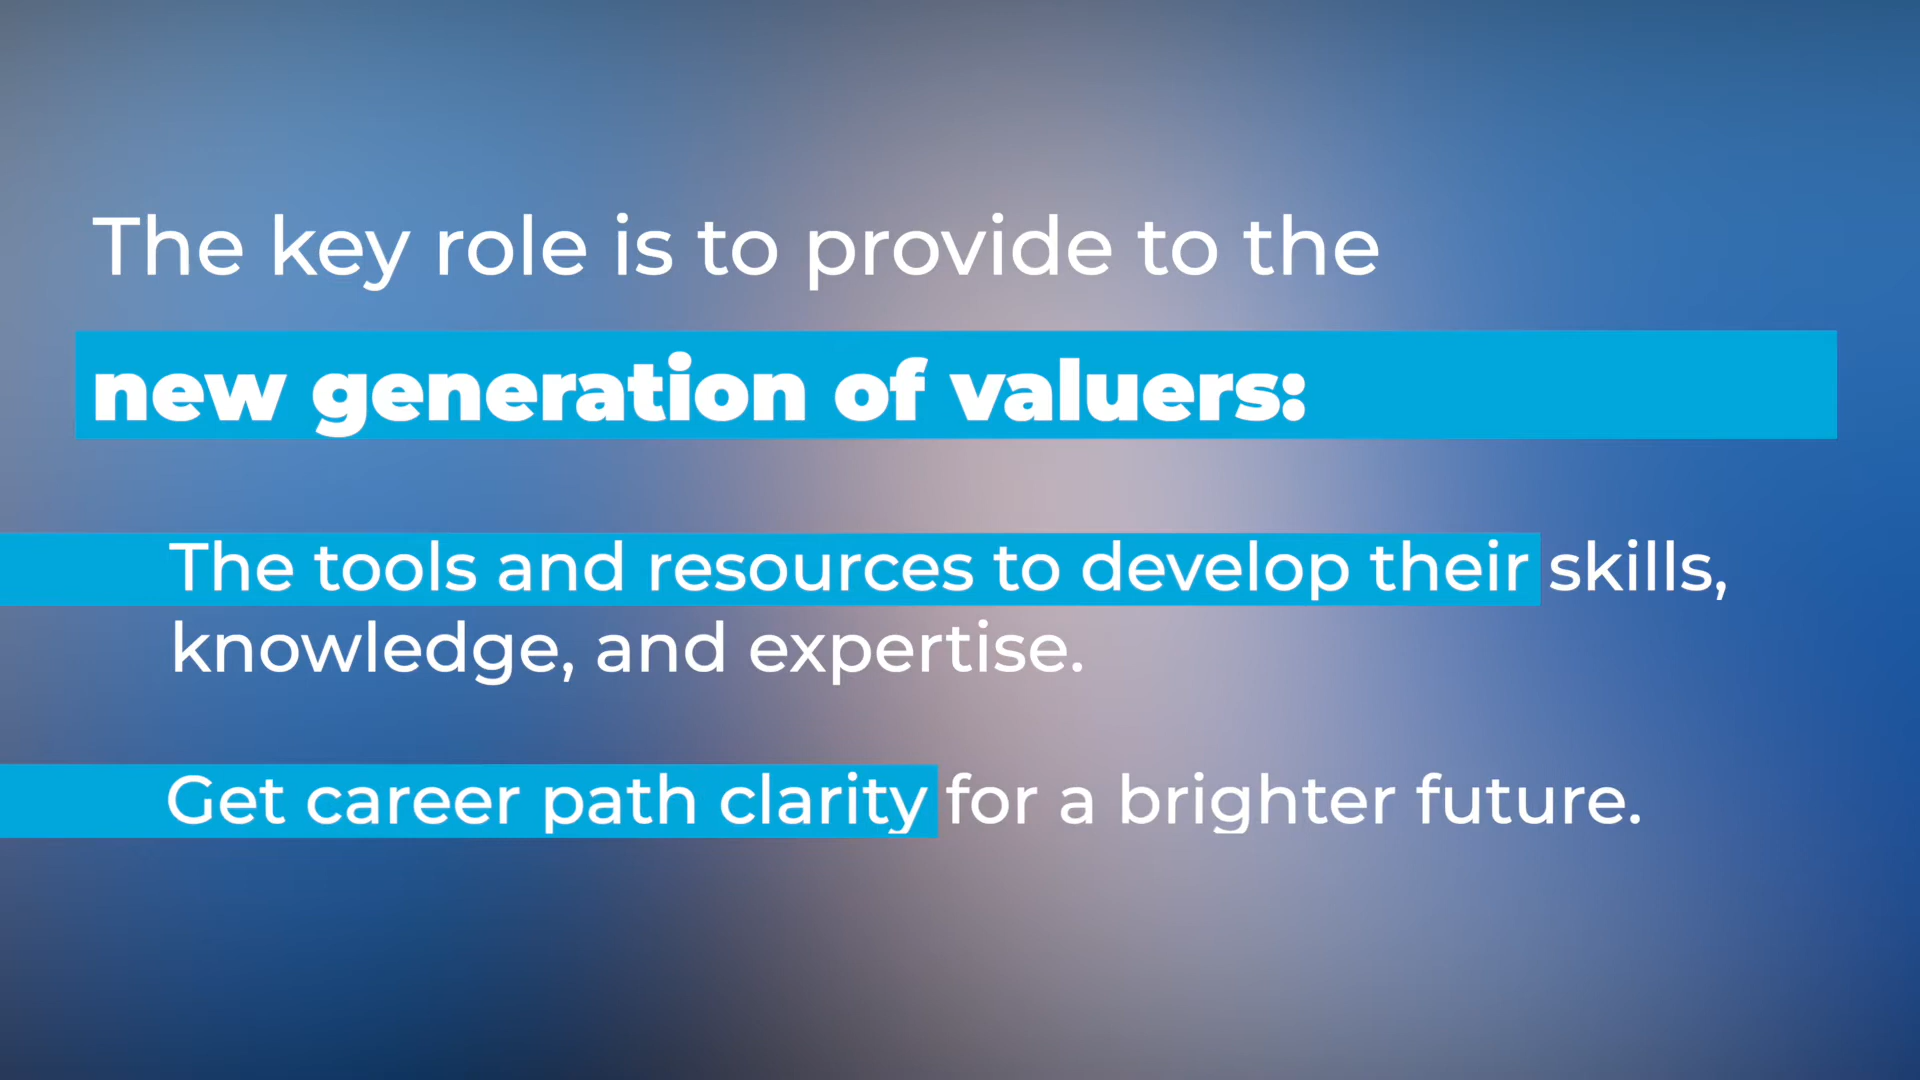 The key role is to provide to the
new generation of valuers:
The tools and resources to develop their skills,
knowledge, and expertise.
Get career path clarity for a brighter future.